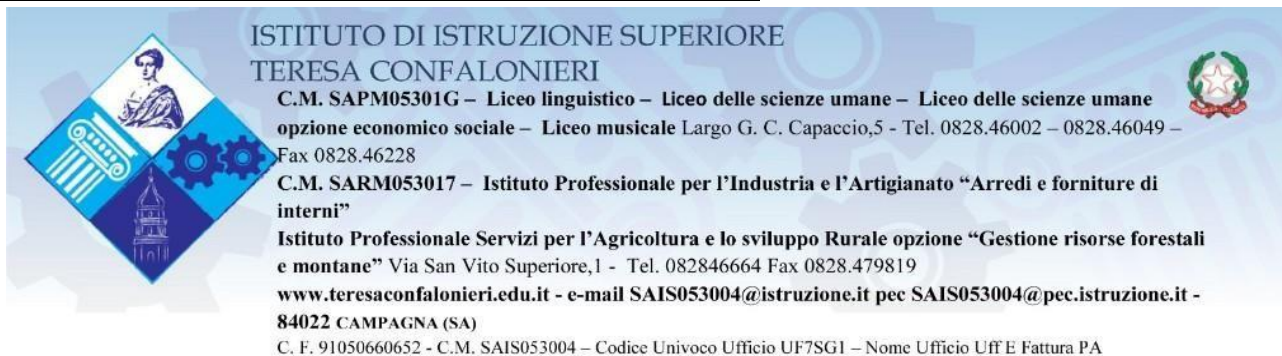 ISTITUTO DI ISTRUZIONE SUPERIORE
TERESA CONFALONIERI
C.M. SAPM05301G – Liceo linguistico – Liceo delle scienze umane – Liceo delle scienze umane
opzione economico sociale – Liceo musicale Largo G. C. Capaccio,5 - Tel. 0828.46002 – 0828.46049 –
Fax 0828.46228
C.M. SARM053017 – Istituto Professionale per l’Industria e l’Artigianato “Arredi e forniture di
interni”
Istituto Professionale Servizi per l’Agricoltura e lo sviluppo Rurale opzione “Gestione risorse forestali
e montane” Via San Vito Superiore,1 - Tel. 082846664 Fax 0828.479819
www.teresaconfalonieri.edu.it - e-mail SAIS053004@istruzione.it pec SAIS053004@pec.istruzione.it -
84022 CAMPAGNA (SA)
C. F. 91050660652 - C.M. SAIS053004 – Codice Univoco Ufficio UF7SG1 – Nome Ufficio Uff E Fattura PA